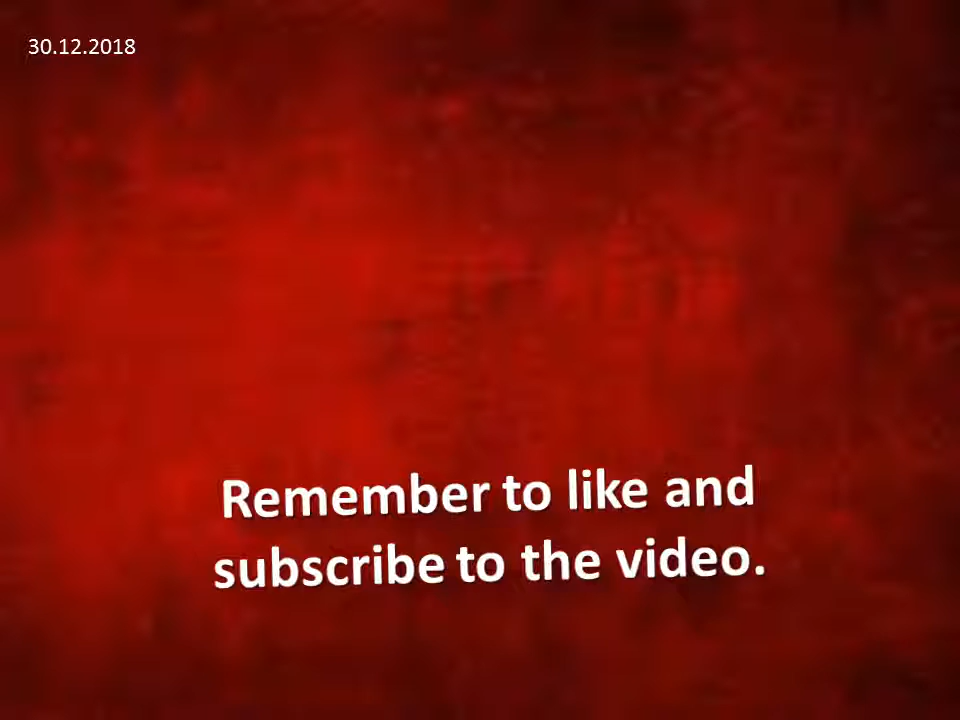 30.12.2018
Remember to like and
subscribe to the video.